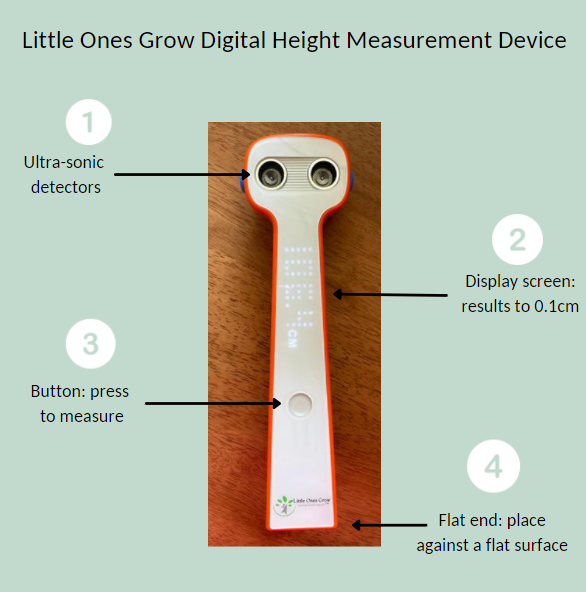 Little Ones Grow Digital Height Measurement Device
1
Ultra-sonic
detectors
2
Display screen:
results to 0.1cm
3
Button: press
to measure
CM
Little Ones Grow
4
Flat end: place
against a flat surface